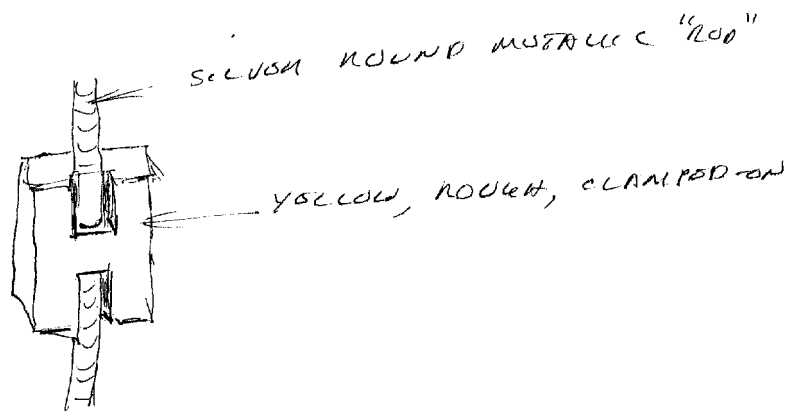 SILVER ROUND METALLIC "ROD"
YELLOW, ROUGH, CLAMPED-ON